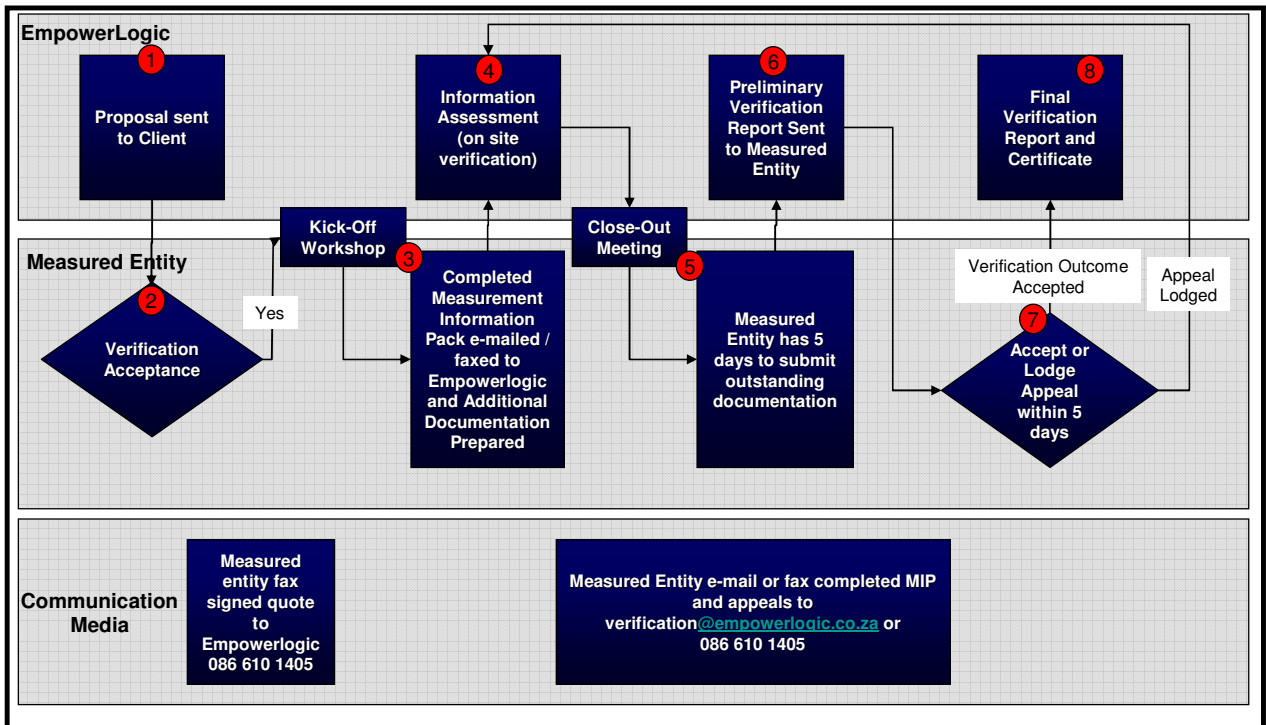 EmpowerLogic
1
Proposal sent
to Client
4
Information
Assessment
(on site
verification)
6
Preliminary
Verification
Report Sent
to Measured
Entity
8
Final
Verification
Report and
Certificate
Kick-Off
Workshop
Close-Out
Meeting
Measured Entity
2
Verification
Acceptance
Yes
3
Completed
Measurement
Information
Pack e-mailed /
faxed to
Empowerlogic
and Additional
Documentation
Prepared
5
Measured
Entity has 5
days to submit
outstanding
documentation
Verification Outcome
Accepted
Appeal
Lodged
7
Accept or
Lodge
Appeal
within 5
days
Communication
Media
Measured
entity fax
signed quote
to
Empowerlogic
086 610 1405
Measured Entity e-mail or fax completed MIP
and appeals to
verification@empowerlogic.co.za or
086 610 1405